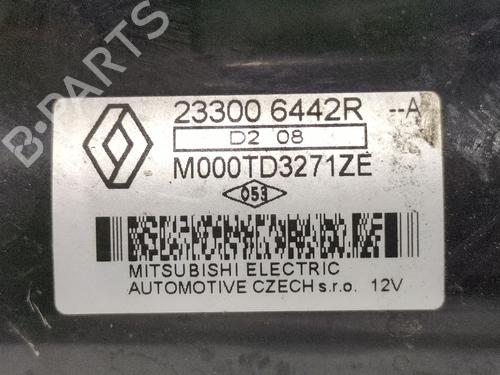 B-PARTS
23300 6442R --A
D2 08
M000TD3271ZE
053
MITSUBISHI ELECTRIC
AUTOMOTIVE CZECH s.r.o. 12V